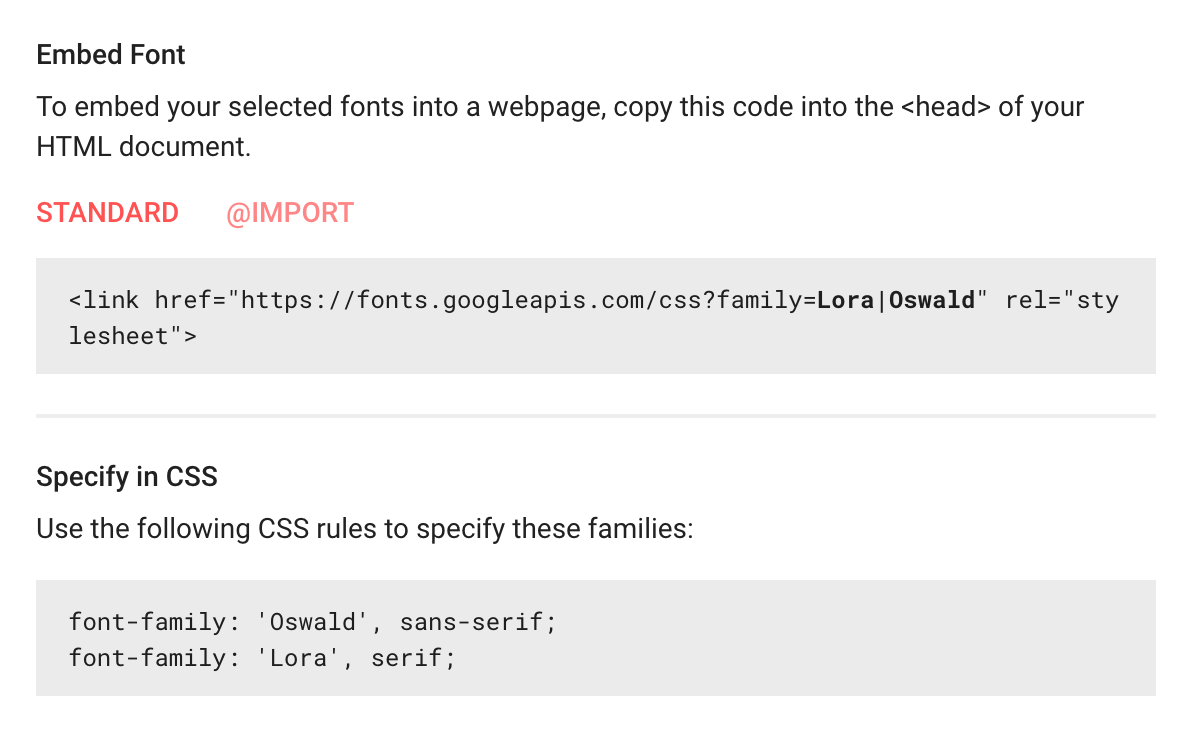 Embed Font
To embed your selected fonts into a webpage, copy this code into the <head> of your
HTML document.
STANDARD @IMPORT
<link href="https://fonts.googleapis.com/css?family=Lora|Oswald" rel="sty
lesheet">
Specify in CSS
Use the following CSS rules to specify these families:
font-family: 'Oswald', sans-serif;
font-family: 'Lora', serif;